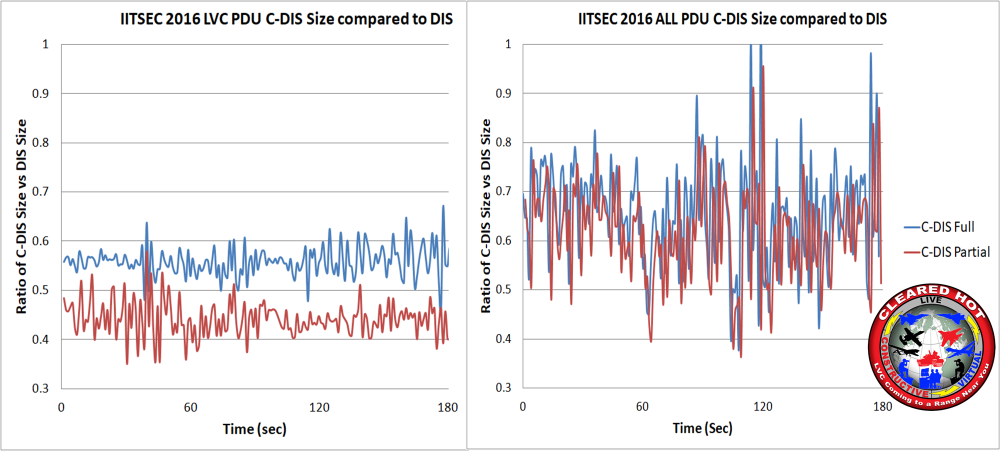 IITSEC 2016 LVC PDU C-DIS Size compared to DIS
Ratio of C-DIS Size vs DIS Size
1
0.9
0.8
0.7
0.6
0.5
0.4
0.3
0
60
120
180
Time (sec)
IITSEC 2016 ALL PDU C-DIS Size compared to DIS
Ratio of C-DIS Size vs DIS Size
1
0.9
0.8
0.7
0.6
0.5
0.4
0.3
0
60
120
180
Time (Sec)
C-DIS Full
C-DIS Partial
CLEARED HOT
LIVE
CONSTRUCTIVE
VIRTUAL
LVC Coming to a Range Near You